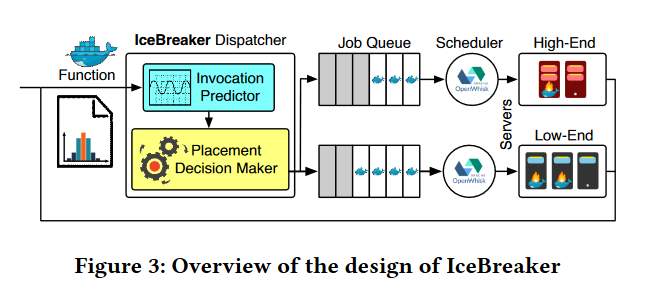 IceBreaker Dispatcher
Function
Invocation
Predictor
Placement
Decision Maker
Job Queue
Scheduler
APACHE
OpenWhisk
APACHE
OpenWhisk
Servers
High-End
Low-End
Figure 3: Overview of the design of IceBreaker